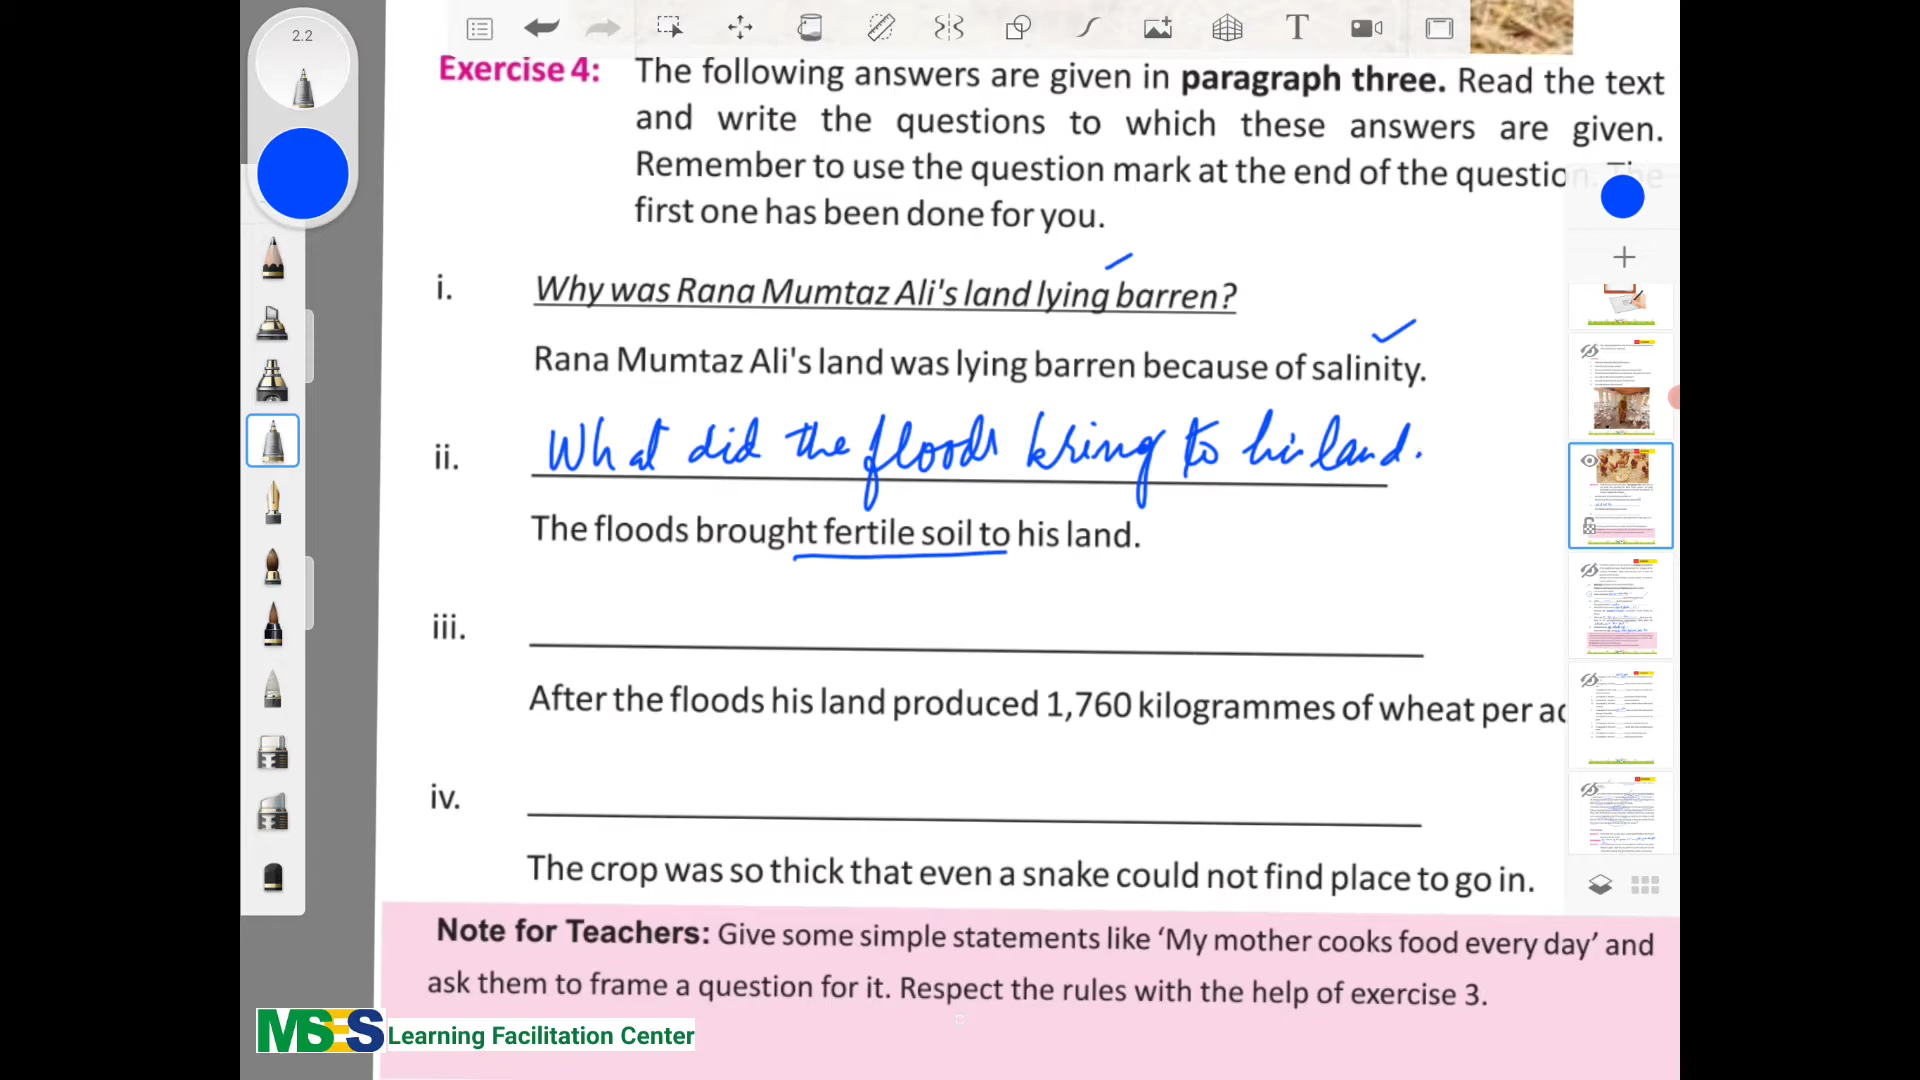 2.2
Exercise 4: The following answers are given in paragraph three. Read the text
and write the questions to which these answers are given.
Remember to use the question mark at the end of the question. The
first one has been done for you.
i. Why was Rana Mumtaz Ali's land lying barren?
Rana Mumtaz Ali's land was lying barren because of salinity.
ii. What did the floods bring to his land.
The floods brought fertile soil to his land.
iii.
After the floods his land produced 1,760 kilogrammes of wheat per ac
iv.
The crop was so thick that even a snake could not find place to go in.
Note for Teachers: Give some simple statements like ‘My mother cooks food every day’ and
ask them to frame a question for it. Respect the rules with the help of exercise 3.
MSES Learning Facilitation Center